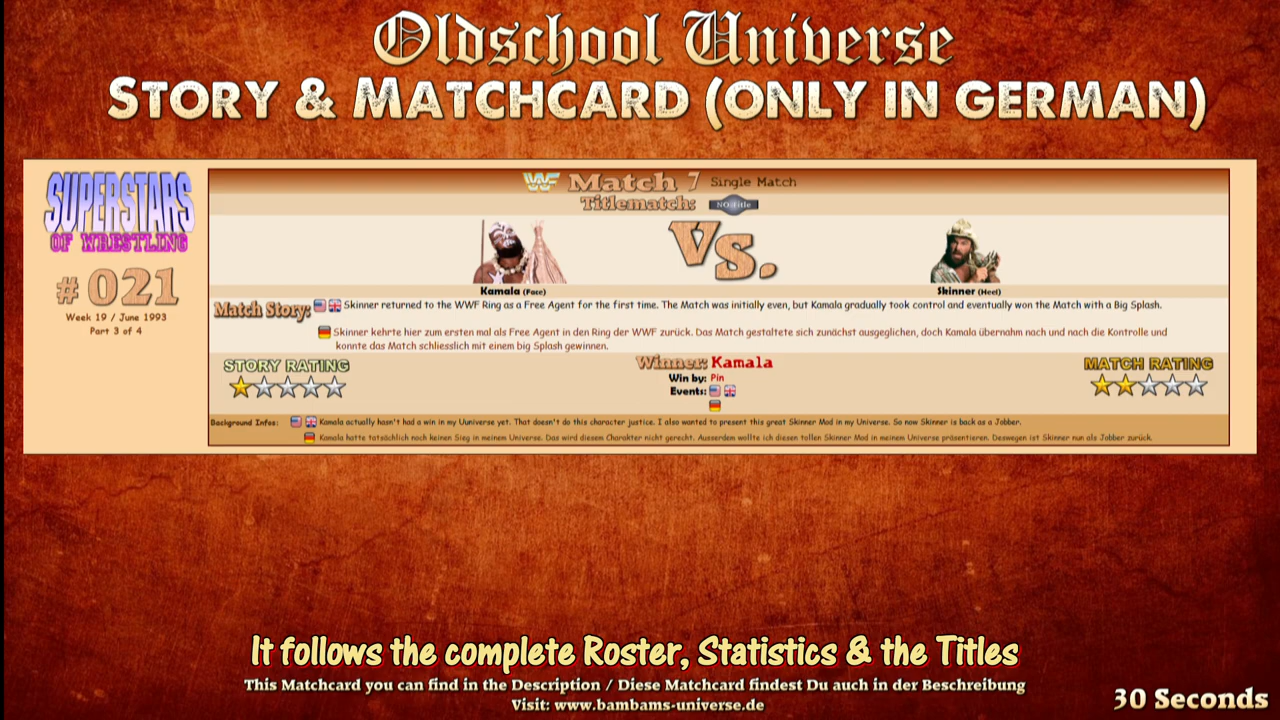 Oldschool Universe
STORY & MATCHCARD (ONLY IN GERMAN)
SUPERSTARS
OF WRESTLING
# 021
Week 19 / June 1993
Part 3 of 4
WF Match 7 Single Match
Titlematch: NO Title
Vs.
Kamala (Face)
Skinner (Heel)
Match Story: Skinner returned to the WWF Ring as a Free Agent for the first time. The Match was initially even, but Kamala gradually took control and eventually won the Match with a Big Splash.
Skinner kehrte hier zum ersten mal als Free Agent in den Ring der WWF zurück. Das Match gestaltete sich zunächst ausgeglichen, doch Kamala übernahm nach und nach die Kontrolle und
konnte das Match schliesslich mit einem big Splash gewinnen.
STORY RATING
Winner: Kamala
MATCH RATING
Win by: Pin
Events:
Background Infos: Kamala actually hasn't had a win in my Uuniverse yet. That doesn't do this character justice. I also wanted to present this great Skinner Mod in my Universe. So now Skinner is back as a Jobber.
Kamala hatte tatsächlich noch keinen Sieg in meinem Universe. Das wird diesem Charakter nicht gerecht. Ausserdem wollte ich diesen tollen Skinner Mod in meinem Universe präsentieren. Deswegen ist Skinner nun als Jobber zurück.
It follows the complete Roster, Statistics & the Titles
This Matchcard you can find in the Description / Diese Matchcard findest Du auch in der Beschreibung
Visit: www.bambams-universe.de
30 Seconds